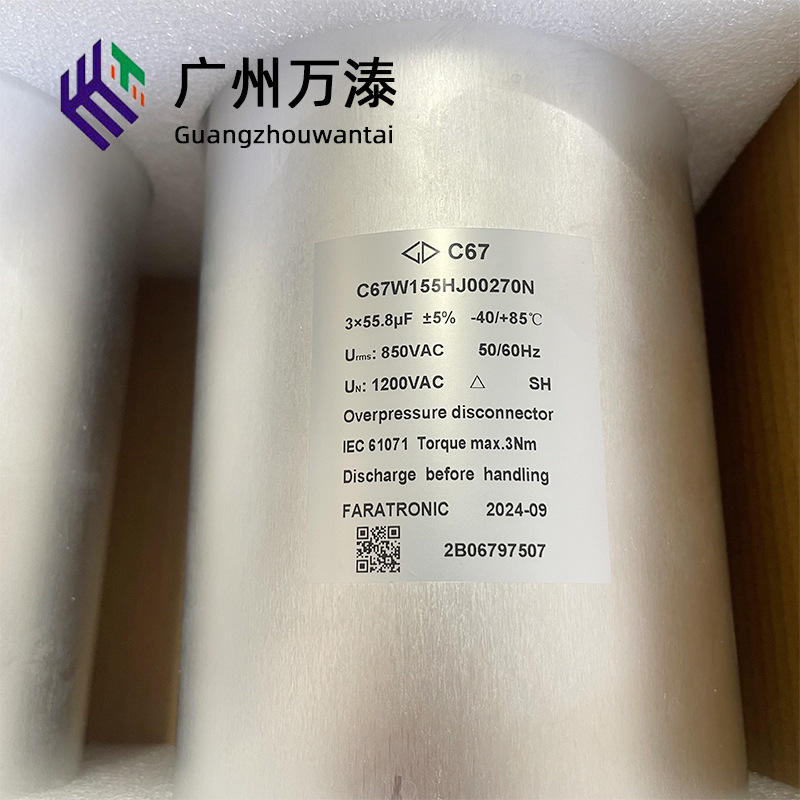 广州万溙
Guangzhouwantai
C67
C67W155HJ00270N
3×55.8μF ±5% -40/+85℃
Urms: 850VAC 50/60Hz
UN: 1200VAC △ SH
Overpressure disconnector
IEC 61071 Torque max.3Nm
Discharge before handling
FARATRONIC 2024-09
2B06797507